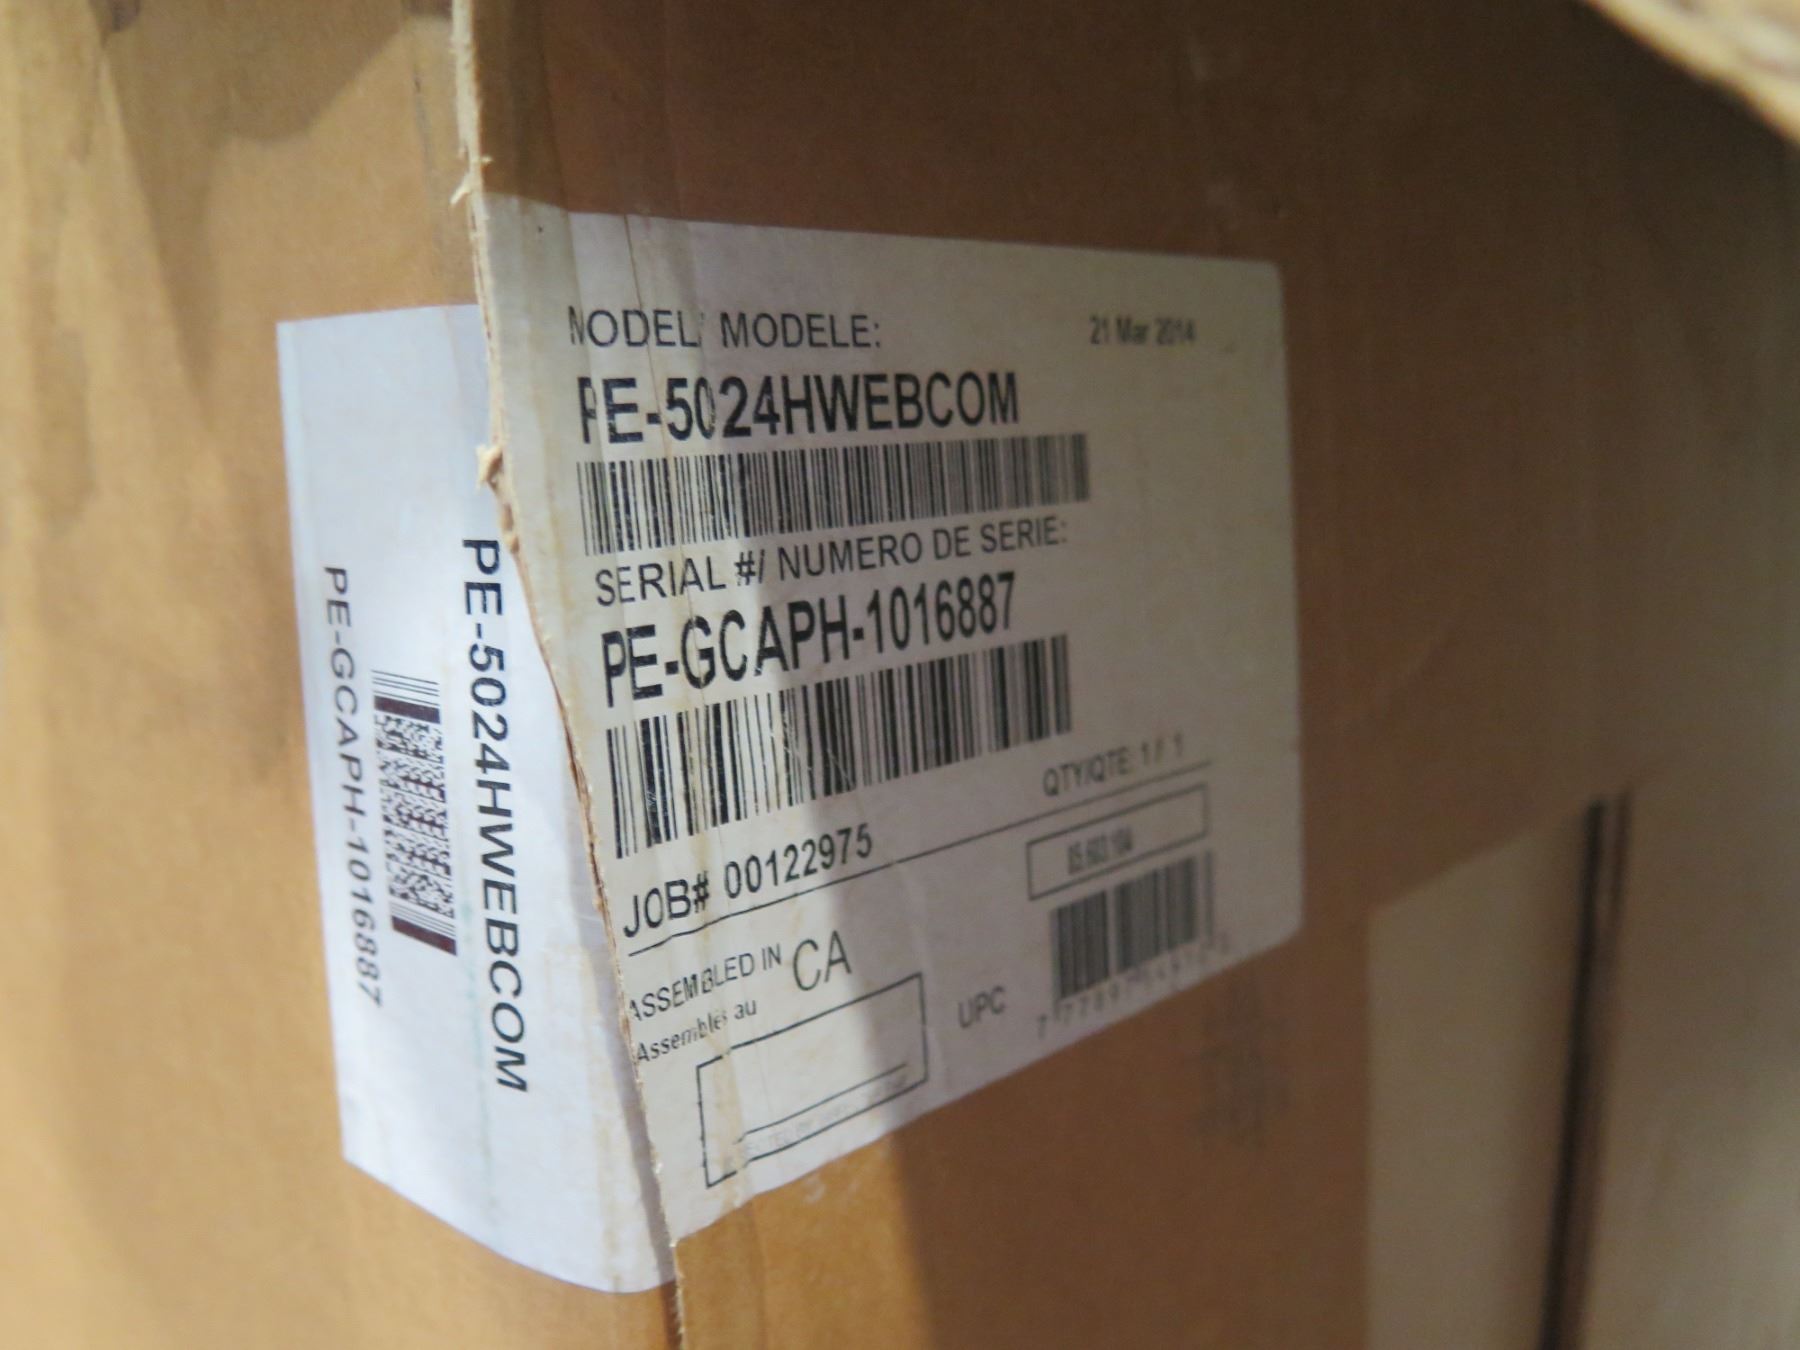 MODEL/ MODELE:
21 Mar 2014
PE-5024HWEBCOM
SERIAL #/ NUMERO DE SERIE:
PE-GCAPH-1016887
QTY/QTE: 1 / 1
JOB# 00122975
ASSEMBLED IN CA
Assemblés au
UPC
PE-5024HWEBCOM
PE-GCAPH-1016887